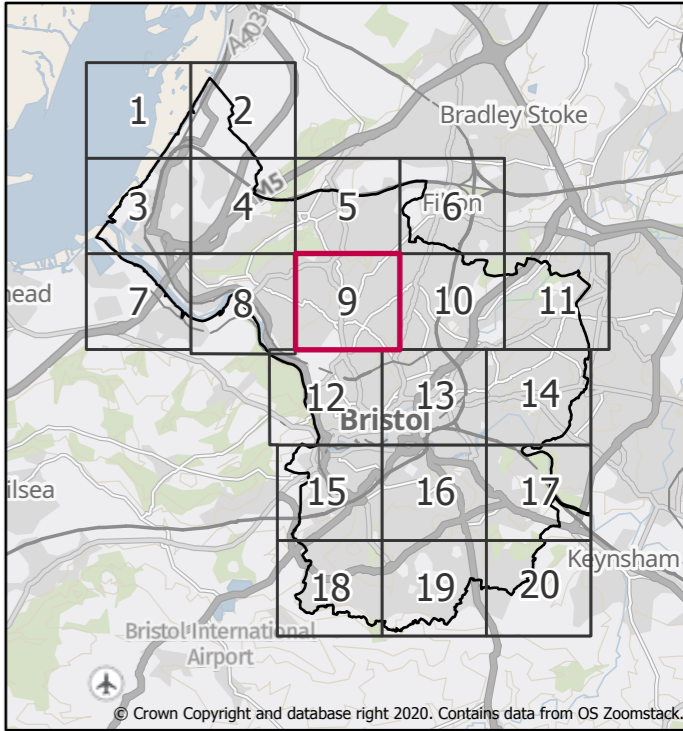 A403
1
2
Bradley Stoke
M5
3
4
5
6
Filton
head
7
8
9
10
11
12
13
14
Bristol
ilsea
15
16
17
Keynsham
18
19
20
Bristol International
Airport
© Crown Copyright and database right 2020. Contains data from OS Zoomstack.